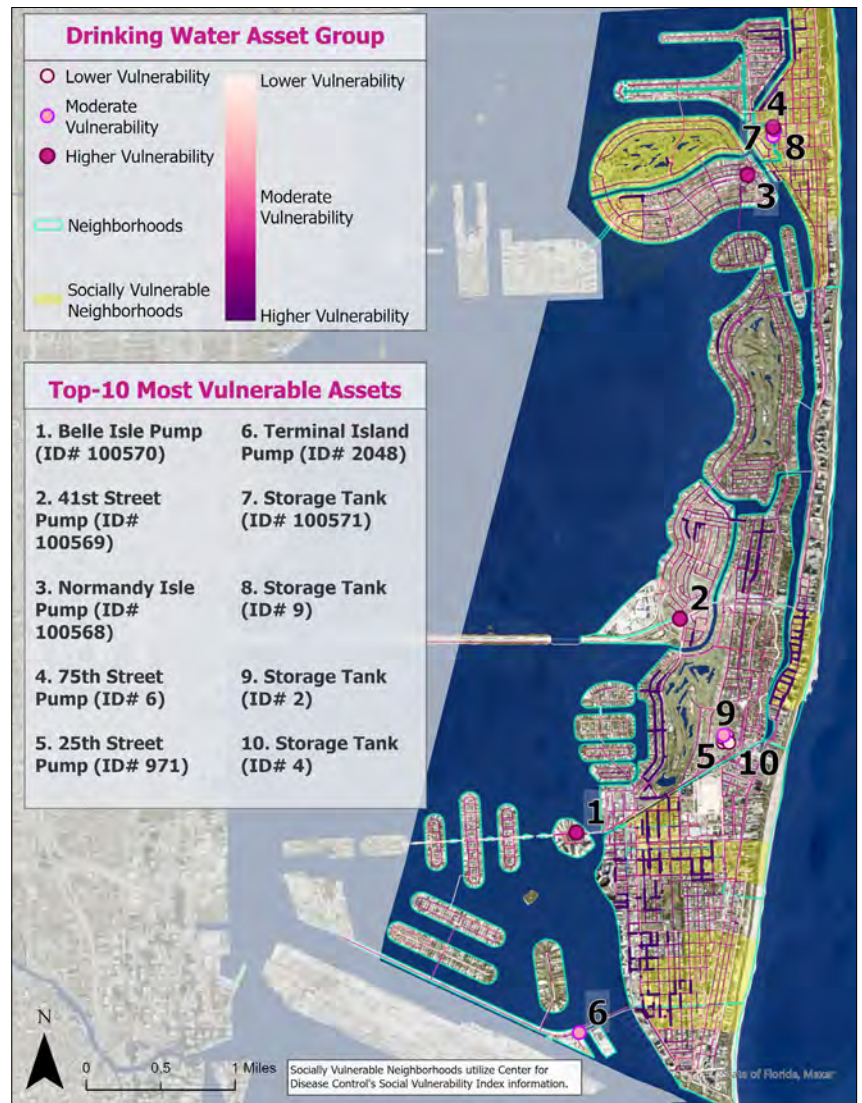 Drinking Water Asset Group
Lower Vulnerability
Moderate
Vulnerability
Higher Vulnerability
Neighborhoods
Socially Vulnerable
Neighborhoods
Lower Vulnerability
Moderate
Vulnerability
Higher Vulnerability
Top-10 Most Vulnerable Assets
1. Belle Isle Pump
(ID# 100570)
2. 41st Street
Pump (ID#
100569)
3. Normandy Isle
Pump (ID#
100568)
4. 75th Street
Pump (ID# 6)
5. 25th Street
Pump (ID# 971)
6. Terminal Island
Pump (ID# 2048)
7. Storage Tank
(ID# 100571)
8. Storage Tank
(ID# 9)
9. Storage Tank
(ID# 2)
10. Storage Tank
(ID# 4)
4
7
8
3
2
9
5
10
1
6
N
0 0.5 1 Miles
Socially Vulnerable Neighborhoods utilize Center for
Disease Control's Social Vulnerability Index information.
of Florida, Maxar